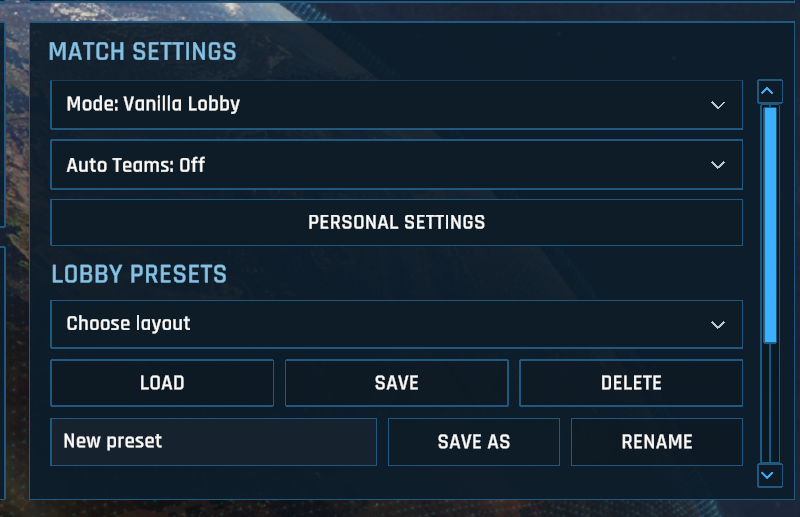 MATCH SETTINGS
Mode: Vanilla Lobby
Auto Teams: Off
PERSONAL SETTINGS
LOBBY PRESETS
Choose layout
LOAD SAVE DELETE
New preset SAVE AS RENAME